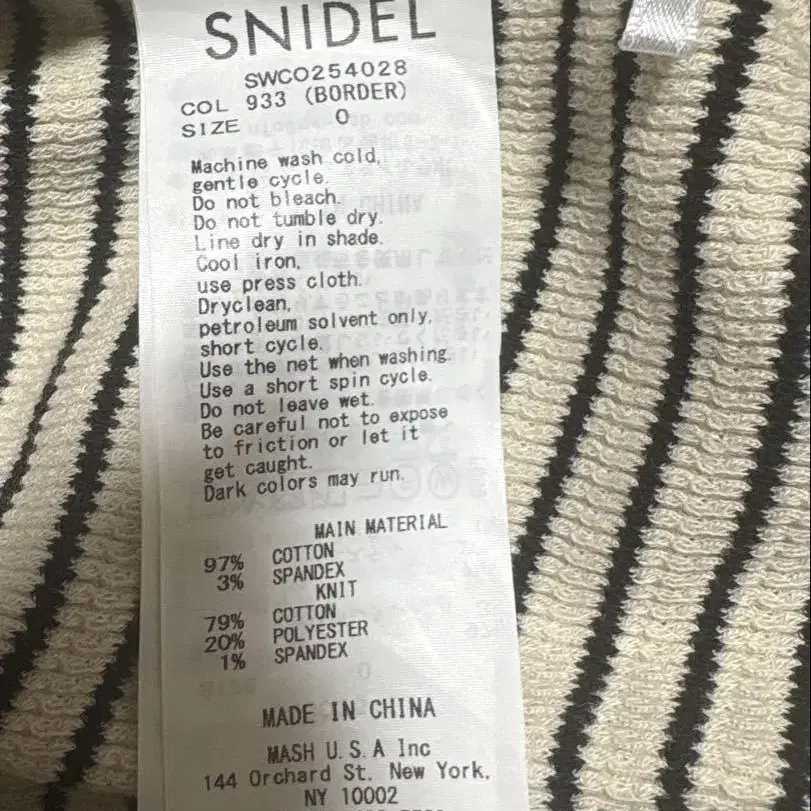 SNIDEL
SWCO254028
COL 933 (BORDER)
SIZE 0
Machine wash cold,
gentle cycle.
Do not bleach.
Do not tumble dry.
Line dry in shade.
Cool iron,
use press cloth.
Dryclean,
petroleum solvent only,
short cycle.
Use the net when washing.
Use a short spin cycle.
Do not leave wet.
Be careful not to expose
to friction or let it
get caught.
Dark colors may run.
MAIN MATERIAL
97% COTTON
3% SPANDEX
KNIT
79% COTTON
20% POLYESTER
1% SPANDEX
MADE IN CHINA
MASH U.S.A Inc
144 Orchard St. New York,
NY 10002